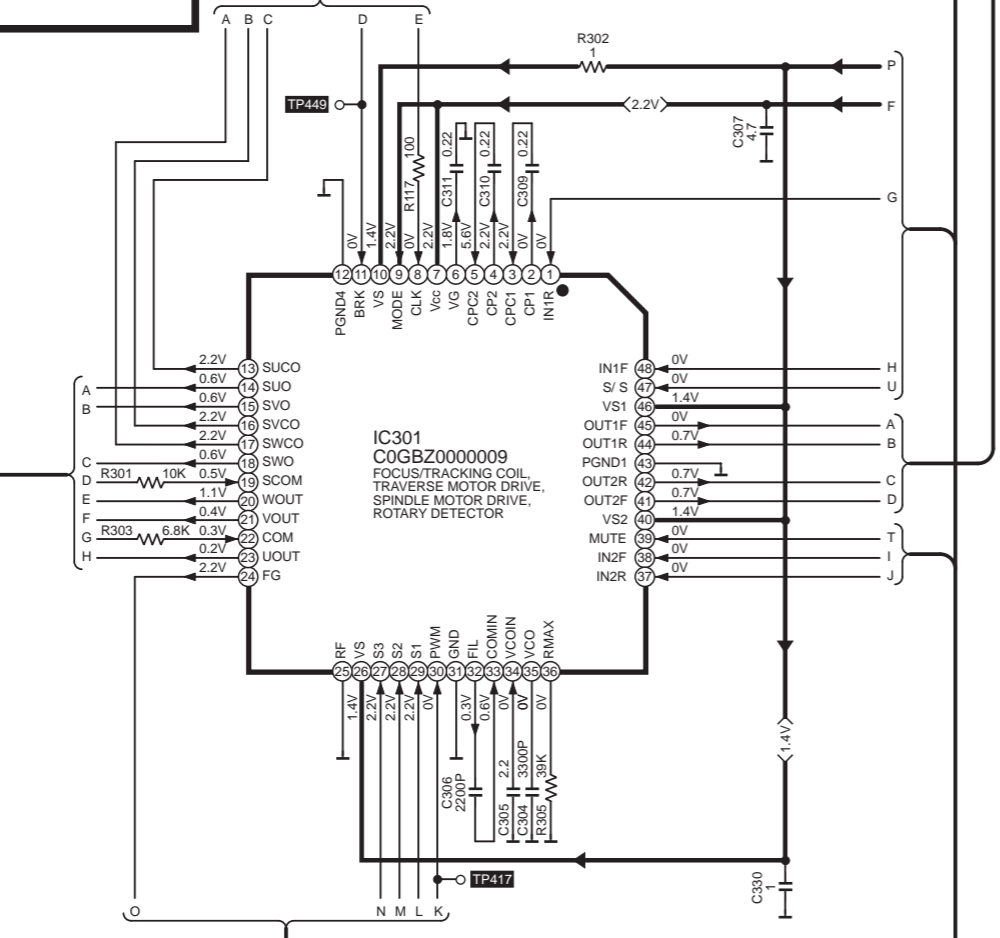 A B C D E
R302
1
P
TP449
<2.2V>
F
C307
4.7
R117 100
C311 0.22
C310 0.22
C309 0.22
G
0V 1.4V 2.2V 0V 2.2V 1.8V 5.6V 2.2V 2.2V 0V 0V
12 11 10 9 8 7 6 5 4 3 2 1
PGND4 BRK VS MODE CLK Vcc VG CPC2 CP2 CPC1 CP1 IN1R
2.2V 13 SUCO
A 0.6V 14 SUO
B 0.6V 15 SVO
2.2V 16 SVCO
2.2V 17 SWCO
C 0.6V 18 SWO
D R301 10K 0.5V 19 SCOM
E 1.1V 20 WOUT
F 0.4V 21 VOUT
G R303 6.8K 0.3V 22 COM
H 0.2V 23 UOUT
2.2V 24 FG
IC301
C0GBZ0000009
FOCUS/TRACKING COIL,
TRAVERSE MOTOR DRIVE,
SPINDLE MOTOR DRIVE,
ROTARY DETECTOR
IN1F 48 0V H
S/ S 47 0V U
VS1 46 1.4V
OUT1F 45 0V A
OUT1R 44 0.7V B
PGND1 43
OUT2R 42 0.7V C
OUT2F 41 0.7V D
VS2 40 1.4V
MUTE 39 0V T
IN2F 38 0V I
IN2R 37 0V J
RF VS S3 S2 S1 PWM GND FIL COMIN VCOIN VCO RMAX
25 26 27 28 29 30 31 32 33 34 35 36
1.4V 2.2V 2.2V 2.2V 0V 0.3V 0.6V 0V 0V 0V
<1.4V>
C306
2200P
C305 2.2
C304 3300P
R305 39K
TP417
C330
1
O N M L K